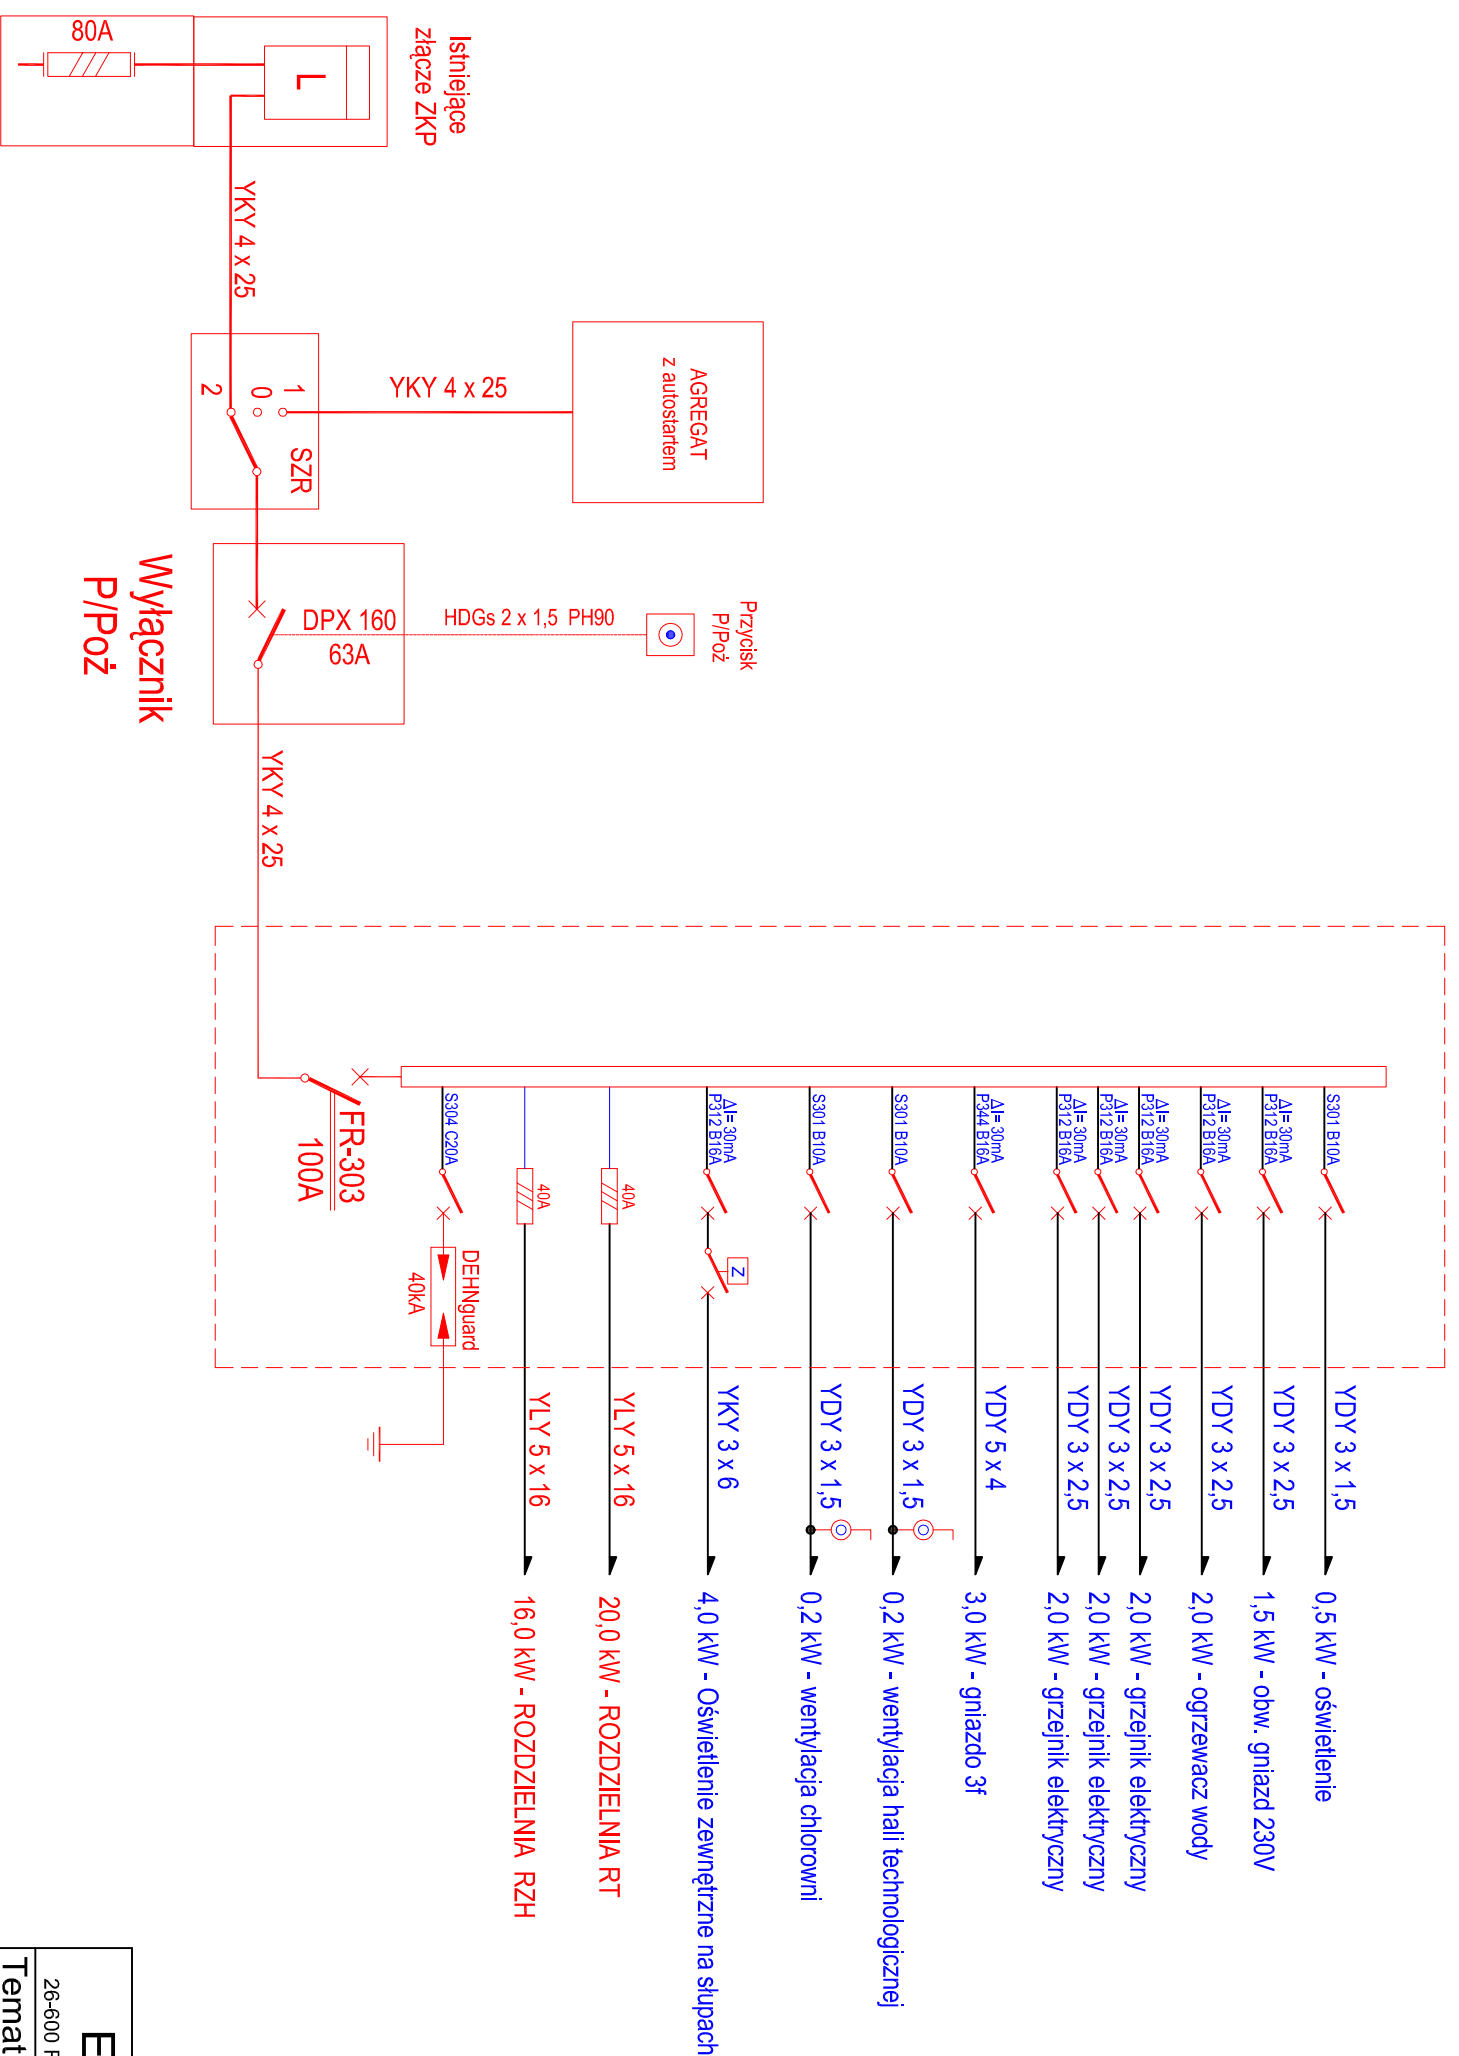 Istniejące
złącze ZKP
80A
L
YKY 4 x 25
AGREGAT
z autostartem
YKY 4 x 25
1
0
2
SZR
Wyłącznik
P/Poż
DPX 160
63A
HDGs 2 x 1,5 PH90
Przycisk
P/Poż
YKY 4 x 25
FR-303
100A
S301 B10A
YDY 3 x 1,5
0,5 kW - oświetlenie
ΔI= 30mA
P312 B16A
YDY 3 x 2,5
1,5 kW - obw. gniazd 230V
ΔI= 30mA
P312 B16A
YDY 3 x 2,5
2,0 kW - ogrzewacz wody
ΔI= 30mA
P312 B16A
YDY 3 x 2,5
2,0 kW - grzejnik elektryczny
ΔI= 30mA
P312 B16A
YDY 3 x 2,5
2,0 kW - grzejnik elektryczny
ΔI= 30mA
P312 B16A
YDY 3 x 2,5
2,0 kW - grzejnik elektryczny
ΔI= 30mA
P344 B16A
YDY 5 x 4
3,0 kW - gniazdo 3f
S301 B10A
YDY 3 x 1,5
0,2 kW - wentylacja hali technologicznej
S301 B10A
YDY 3 x 1,5
0,2 kW - wentylacja chlorowni
ΔI= 30mA
P312 B16A
Z
YKY 3 x 6
4,0 kW - Oświetlenie zewnętrzne na słupach
40A
YLY 5 x 16
20,0 kW - ROZDZIELNIA RT
40A
YLY 5 x 16
16,0 kW - ROZDZIELNIA RZH
S304 C20A
DEHNguard
40kA
E
26-600
Temat